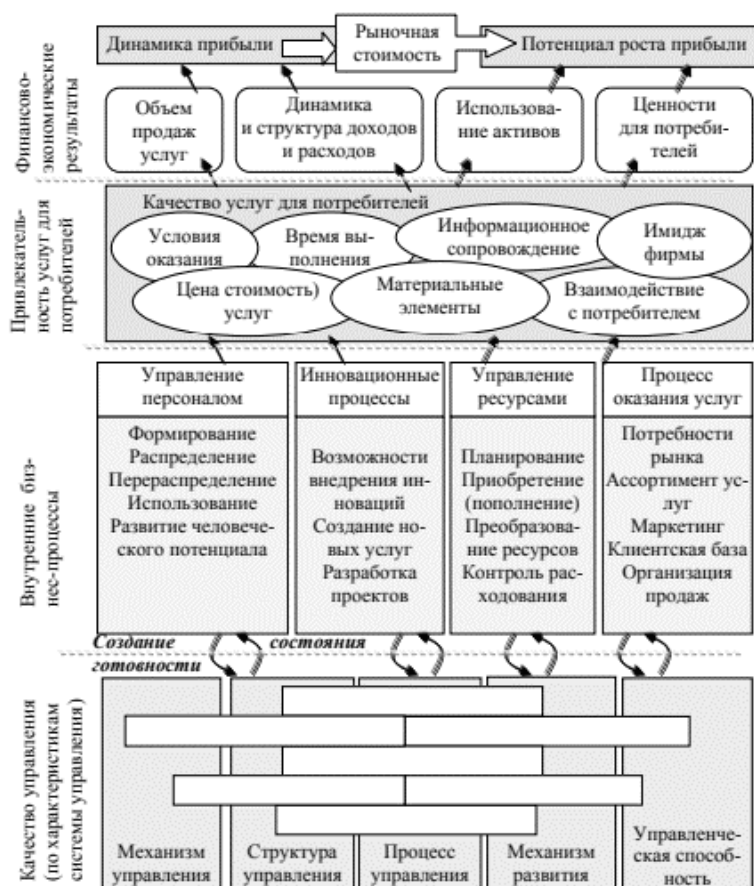 Финансово-
экономические
результаты
Динамика прибыли
Рыночная
стоимость
Потенциал роста прибыли
Объем
продаж
услуг
Динамика
и структура доходов
и расходов
Использова-
ние активов
Ценности
для потреби-
телей
Привлекатель-
ность услуг для
потребителей
Качество услуг для потребителей
Условия
оказания
Время вы-
полнения
Информационное
сопровождение
Имидж
фирмы
Цена стоимость)
услуг
Материальные
элементы
Взаимодействие
с потребителем
Внутренние биз-
нес-процессы
Управление
персоналом
Формирование
Распределение
Перераспределение
Использование
Развитие человече-
ского потенциала
Инновационные
процессы
Возможности
внедрения ин-
новаций
Создание но-
вых услуг
Разработка
проектов
Управление
ресурсами
Планирование
Приобретение
(пополнение)
Преобразова-
ние ресурсов
Контроль рас-
ходования
Процесс
оказания услуг
Потребности
рынка
Ассортимент ус-
луг
Маркетинг
Клиентская база
Организация
продаж
Создание состояния
готовности
Качество управления
(по характеристикам
системы управления)
Механизм
управления
Структура
управления
Процесс
управления
Механизм
развития
Управленче-
ская способ-
ность